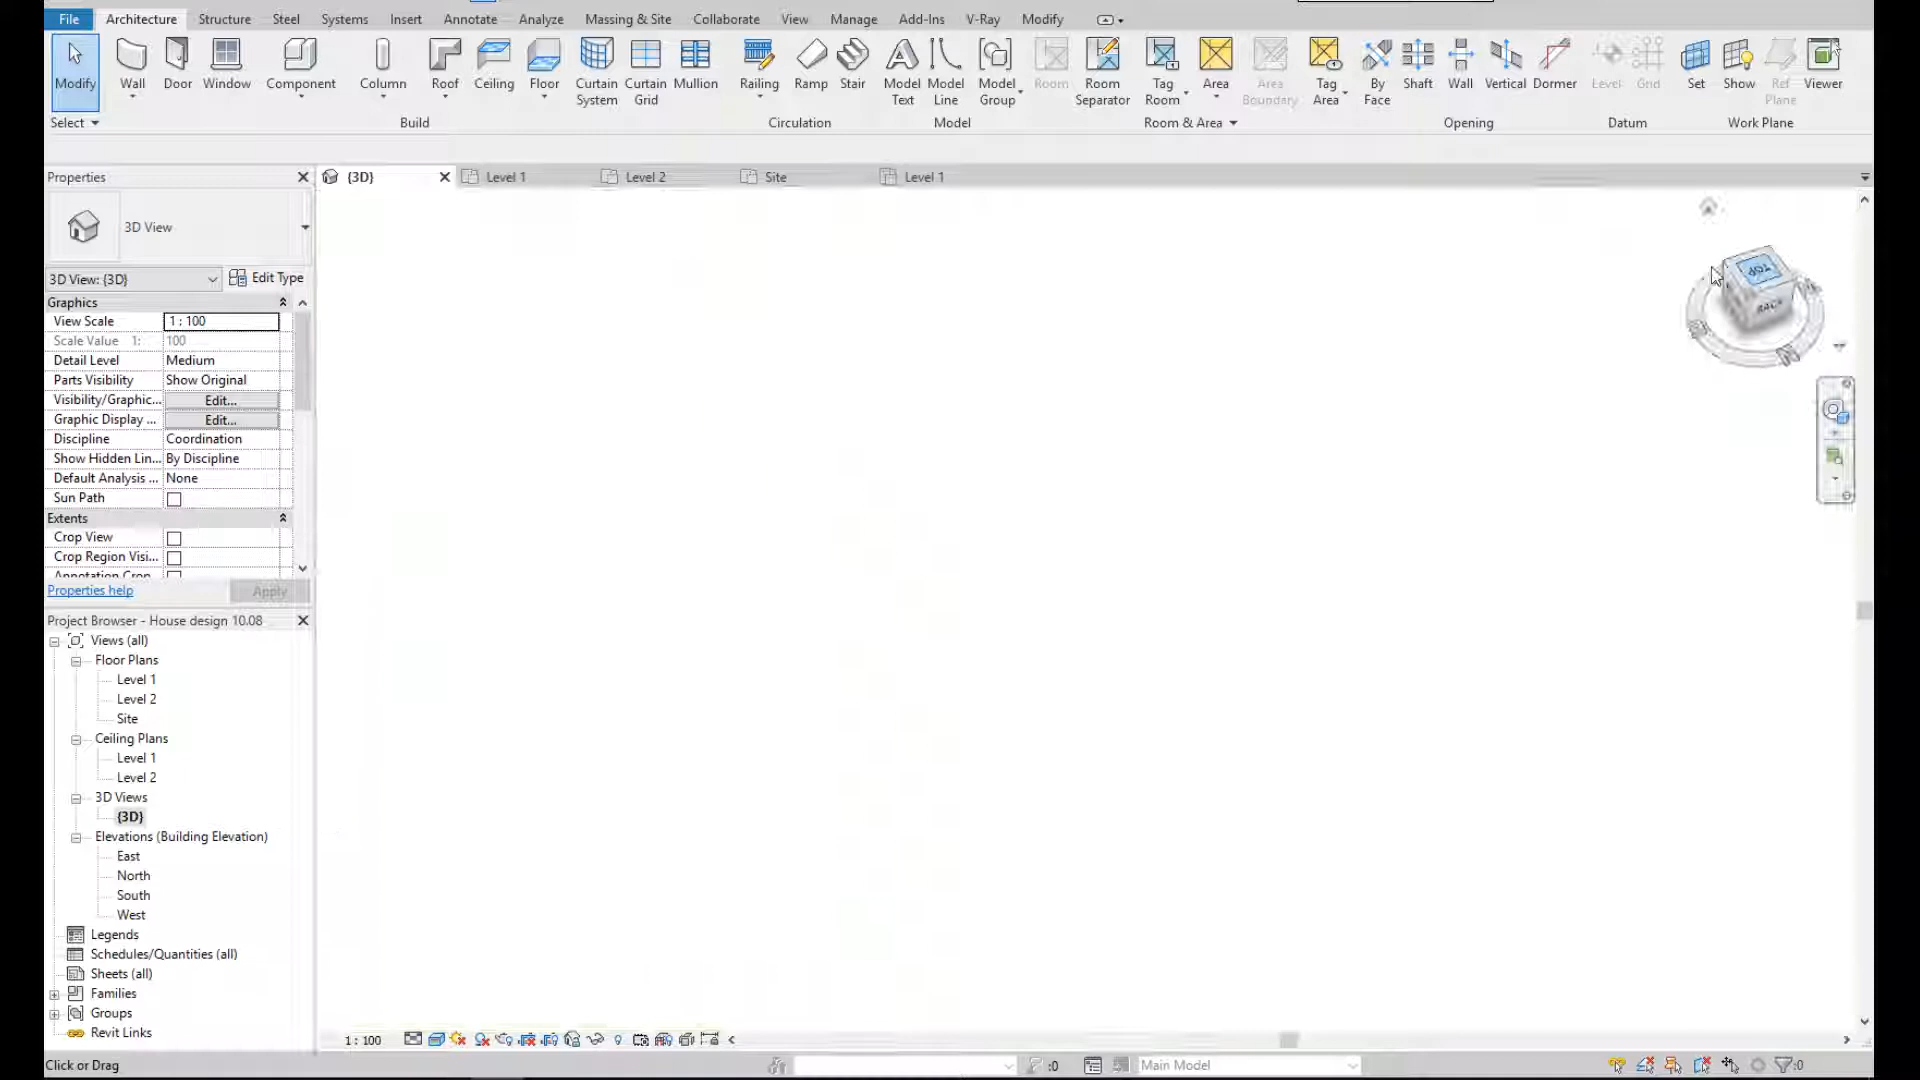 File Architecture Structure Steel Systems Insert Annotate Analyze Massing & Site Collaborate View Manage Add-Ins V-Ray Modify
Modify Wall Door Window Component Column Roof Ceiling Floor Curtain System Curtain Grid Mullion Railing Ramp Stair Model Text Model Line Model Group Room Room Separator Tag Room Area Area Boundary Tag Area By Face Shaft Wall Vertical Dormer Level Grid Set Show Ref Plane Viewer
Select Build Circulation Model Room & Area Opening Datum Work Plane
Properties
{3D} Level 1 Level 2 Site Level 1
3D View
3D View: {3D} Edit Type
Graphics
View Scale 1 : 100
Scale Value 1: 100
Detail Level Medium
Parts Visibility Show Original
Visibility/Graphic... Edit...
Graphic Display ... Edit...
Discipline Coordination
Show Hidden Lin... By Discipline
Default Analysis ... None
Sun Path
Extents
Crop View
Crop Region Visi...
Annotation Crop
Properties help Apply
TOP
BACK
Project Browser - House design 10.08
Views (all)
Floor Plans
Level 1
Level 2
Site
Ceiling Plans
Level 1
Level 2
3D Views
{3D}
Elevations (Building Elevation)
East
North
South
West
Legends
Schedules/Quantities (all)
Sheets (all)
Families
Groups
Revit Links
1 : 100
Click or Drag :0 Main Model :0